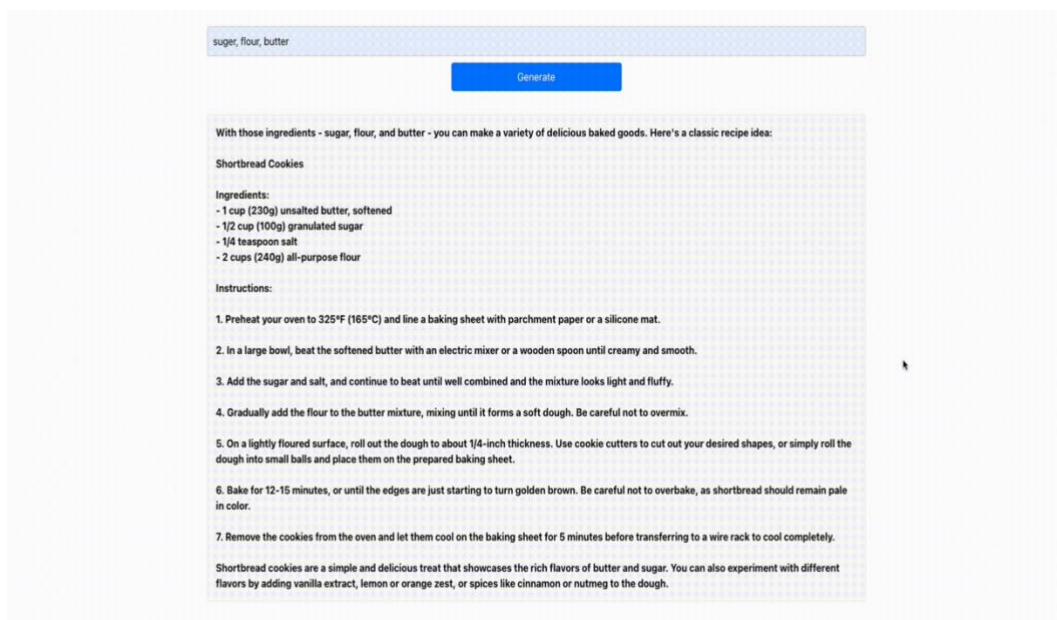 suger, flour, butter
Generate
With those ingredients - sugar, flour, and butter - you can make a variety of delicious baked goods. Here's a classic recipe idea:
Shortbread Cookies
Ingredients:
- 1 cup (230g) unsalted butter, softened
- 1/2 cup (100g) granulated sugar
- 1/4 teaspoon salt
- 2 cups (240g) all-purpose flour
Instructions:
1. Preheat your oven to 325°F (165°C) and line a baking sheet with parchment paper or a silicone mat.
2. In a large bowl, beat the softened butter with an electric mixer or a wooden spoon until creamy and smooth.
3. Add the sugar and salt, and continue to beat until well combined and the mixture looks light and fluffy.
4. Gradually add the flour to the butter mixture, mixing until it forms a soft dough. Be careful not to overmix.
5. On a lightly floured surface, roll out the dough to about 1/4-inch thickness. Use cookie cutters to cut out your desired shapes, or simply roll the
dough into small balls and place them on the prepared baking sheet.
6. Bake for 12-15 minutes, or until the edges are just starting to turn golden brown. Be careful not to overbake, as shortbread should remain pale
in color.
7. Remove the cookies from the oven and let them cool on the baking sheet for 5 minutes before transferring to a wire rack to cool completely.
Shortbread cookies are a simple and delicious treat that showcases the rich flavors of butter and sugar. You can also experiment with different
flavors by adding vanilla extract, lemon or orange zest, or spices like cinnamon or nutmeg to the dough.